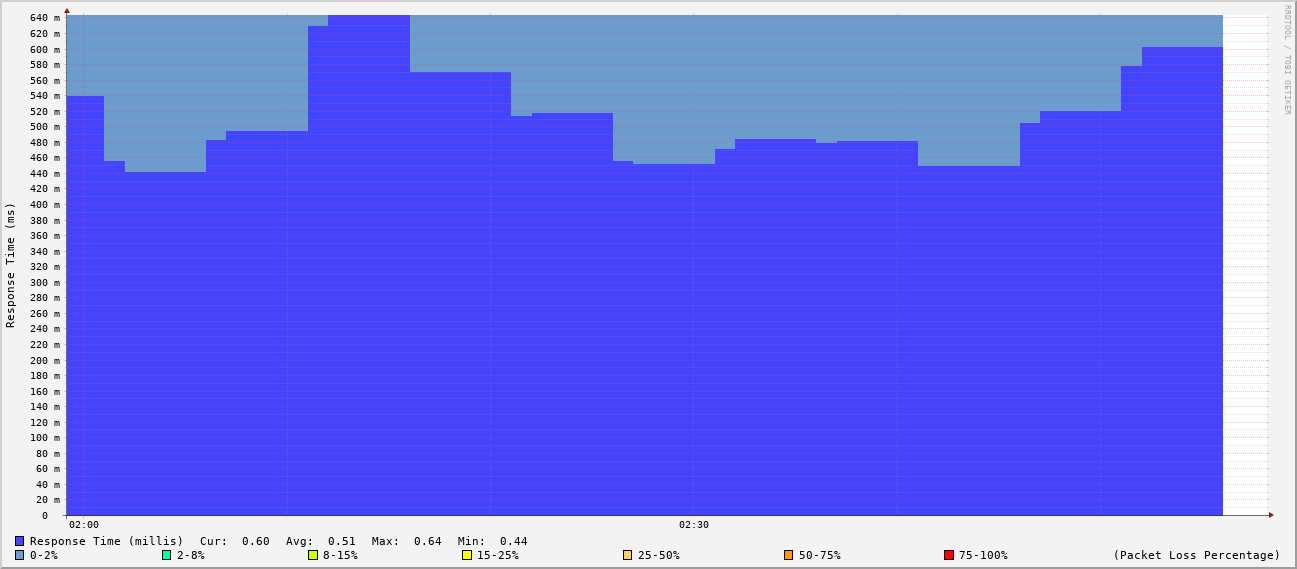 RRDTOOL / TOBI OETIKER
Response Time (ms)
640 m
620 m
600 m
580 m
560 m
540 m
520 m
500 m
480 m
460 m
440 m
420 m
400 m
380 m
360 m
340 m
320 m
300 m
280 m
260 m
240 m
220 m
200 m
180 m
160 m
140 m
120 m
100 m
80 m
60 m
40 m
20 m
0
02:00 02:30
Response Time (millis) Cur: 0.60 Avg: 0.51 Max: 0.64 Min: 0.44
0-2% 2-8% 8-15% 15-25% 25-50% 50-75% 75-100% (Packet Loss Percentage)